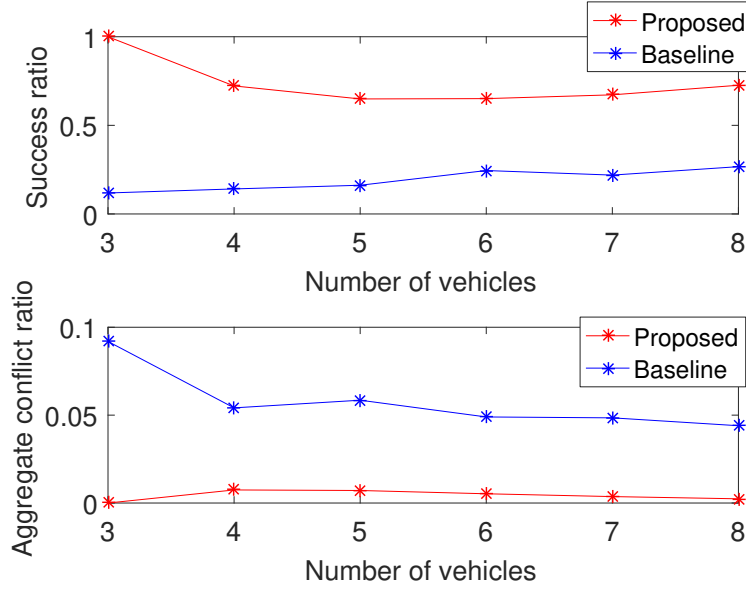 Proposed
Baseline
1
0.5
0
Success ratio
3 4 5 6 7 8
Number of vehicles
Proposed
Baseline
0.1
0.05
0
Aggregate conflict ratio
3 4 5 6 7 8
Number of vehicles